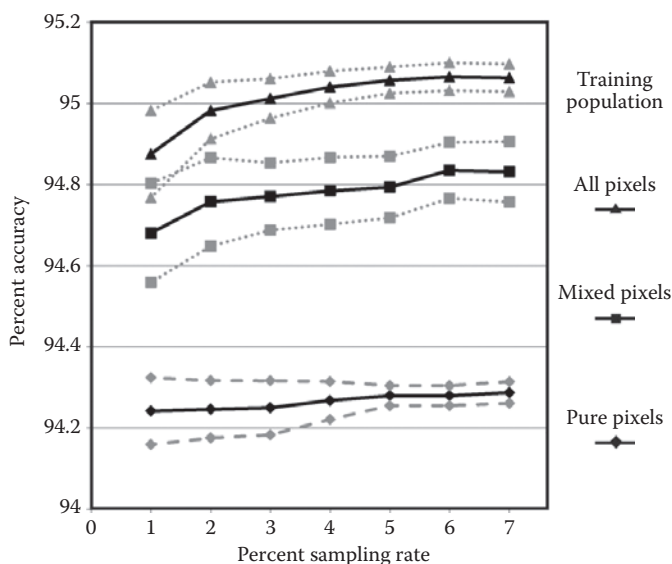 95.2
95
94.8
94.6
94.4
94.2
94
0
1
2
3
4
5
6
7
Percent accuracy
Percent sampling rate
Training
population
All pixels
Mixed pixels
Pure pixels